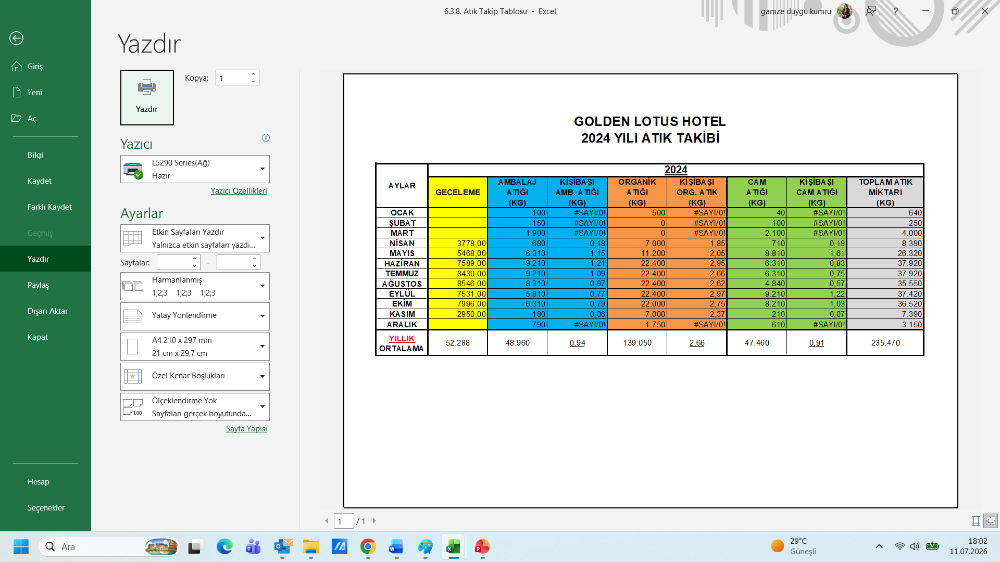 6.3.8. Atık Takip Tablosu - Excel
gamze duygu kumru
?
Giriş
Yeni
Aç
Bilgi
Kaydet
Farklı Kaydet
Geçmiş
Yazdır
Paylaş
Dışarı Aktar
Kapat
Hesap
Seçenekler
Yazdır
Yazdır
Kopya: 1
Yazıcı
L5290 Series(Ağ)
Hazır
Yazıcı Özellikleri
Ayarlar
Etkin Sayfaları Yazdır
Yalnızca etkin sayfaları yazdı...
Sayfalar: -
Harmanlanmış
1;2;3 1;2;3 1;2;3
Yatay Yönlendirme
A4 210 x 297 mm
21 cm x 29,7 cm
Özel Kenar Boşlukları
Ölçeklendirme Yok
Sayfaları gerçek boyutunda...
100
Sayfa Yapısı
GOLDEN LOTUS HOTEL
2024 YILI ATIK TAKİBİ
2024
AYLAR GECELEME AMBALAJ ATIĞI (KG) KİŞİBAŞI AMB. ATIĞI (KG) ORGANİK ATIĞI (KG) KİŞİBAŞI ORG. ATIK (KG) CAM ATIĞI (KG) KİŞİBAŞI CAM ATIĞI (KG) TOPLAM ATIK MİKTARI (KG)
OCAK 100 #SAYI/0! 500 #SAYI/0! 40 #SAYI/0! 640
ŞUBAT 150 #SAYI/0! 0 #SAYI/0! 100 #SAYI/0! 250
MART 1.900 #SAYI/0! 0 #SAYI/0! 2.100 #SAYI/0! 4.000
NİSAN 3778,00 680 0,18 7.000 1,85 710 0,19 8.390
MAYIS 5468,00 6.310 1,15 11.200 2,05 8.810 1,61 26.320
HAZİRAN 7589,00 9.210 1,21 22.400 2,95 6.310 0,83 37.920
TEMMUZ 8430,00 9.210 1,09 22.400 2,66 6.310 0,75 37.920
AĞUSTOS 8546,00 8.310 0,97 22.400 2,62 4.840 0,57 35.550
EYLÜL 7531,00 5.810 0,77 22.400 2,97 9.210 1,22 37.420
EKİM 7996,00 6.310 0,79 22.000 2,75 8.210 1,03 36.520
KASIM 2950,00 180 0,06 7.000 2,37 210 0,07 7.390
ARALIK 790 #SAYI/0! 1.750 #SAYI/0! 610 #SAYI/0! 3.150
YILLIK ORTALAMA 52.288 48.960 0,94 139.050 2,66 47.460 0,91 235.470
1 / 1
Ara
29°C
Güneşli
18:02
11.07.2026